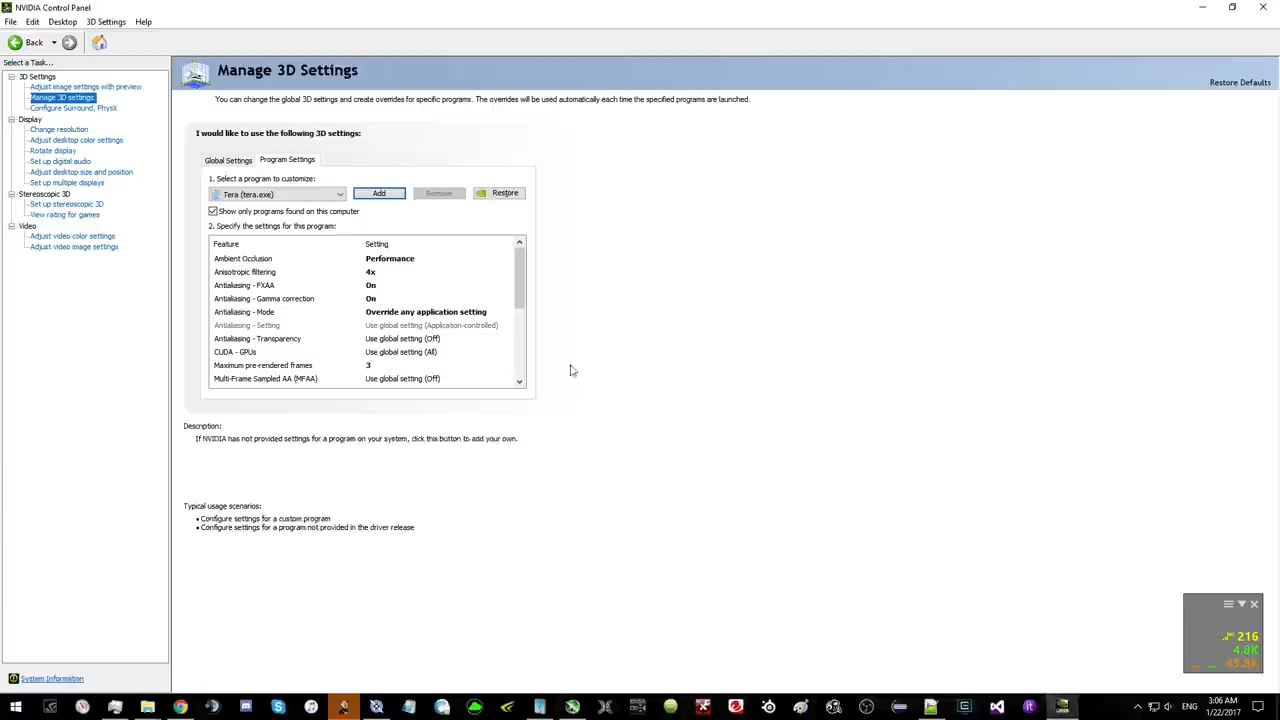 NVIDIA Control Panel
File Edit Desktop 3D Settings Help
Back
Select a Task...
3D Settings
Adjust image settings with preview
Manage 3D settings
Configure Surround, PhysX
Display
Change resolution
Adjust desktop color settings
Rotate display
Set up digital audio
Adjust desktop size and position
Set up multiple displays
Stereoscopic 3D
Set up stereoscopic 3D
View rating for games
Video
Adjust video color settings
Adjust video image settings
System Information
Manage 3D Settings
Restore Defaults
You can change the global 3D settings and create overrides for specific programs. The overrides will be used automatically each time the specified programs are launched.
I would like to use the following 3D settings:
Global Settings Program Settings
1. Select a program to customize:
Tera (tera.exe) Add Remove Restore
Show only programs found on this computer
2. Specify the settings for this program:
Feature Setting
Ambient Occlusion Performance
Anisotropic filtering 4x
Antialiasing - FXAA On
Antialiasing - Gamma correction On
Antialiasing - Mode Override any application setting
Antialiasing - Setting Use global setting (Application-controlled)
Antialiasing - Transparency Use global setting (Off)
CUDA - GPUs Use global setting (All)
Maximum pre-rendered frames 3
Multi-Frame Sampled AA (MFAA) Use global setting (Off)
Description:
If NVIDIA has not provided settings for a program on your system, click this button to add your own.
Typical usage scenarios:
• Configure settings for a custom program
• Configure settings for a program not provided in the driver release
216
4.8K
43.8K
ENG
3:06 AM
1/22/2017